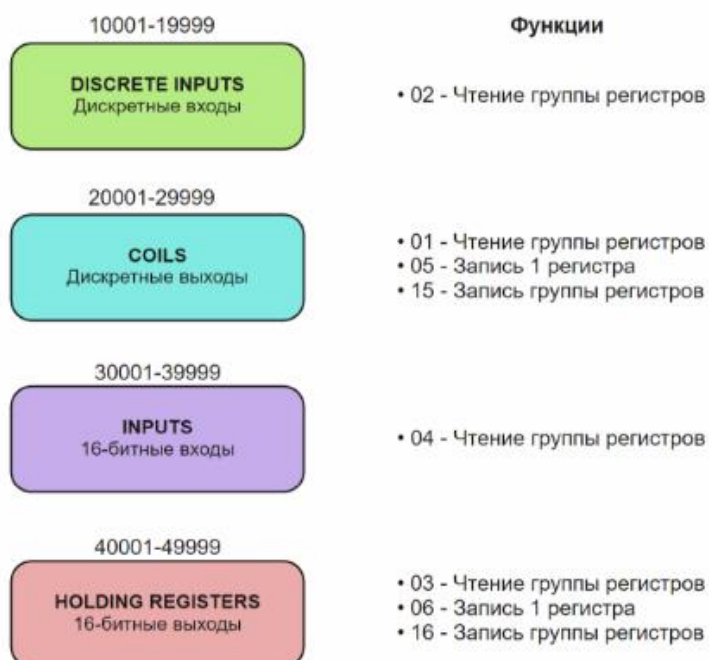 10001-19999
Функции
DISCRETE INPUTS
Дискретные входы
• 02 - Чтение группы регистров
20001-29999
COILS
Дискретные выходы
• 01 - Чтение группы регистров
• 05 - Запись 1 регистра
• 15 - Запись группы регистров
30001-39999
INPUTS
16-битные входы
• 04 - Чтение группы регистров
40001-49999
HOLDING REGISTERS
16-битные выходы
• 03 - Чтение группы регистров
• 06 - Запись 1 регистра
• 16 - Запись группы регистров